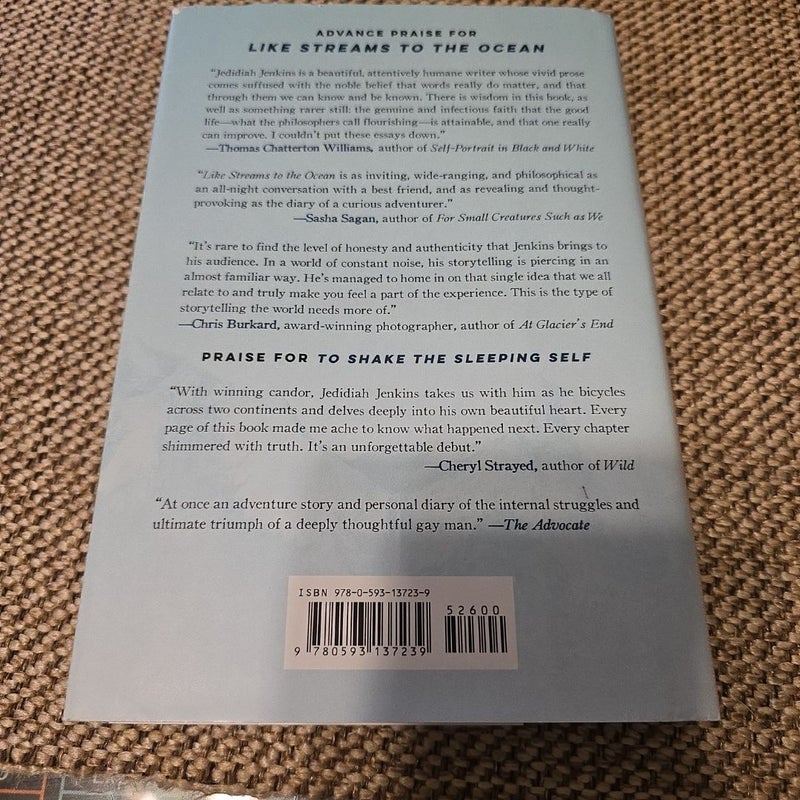 ADVANCE PRAISE FOR
LIKE STREAMS TO THE OCEAN
“Jedidiah Jenkins is a beautiful, attentively humane writer whose vivid prose
comes suffused with the noble belief that words really do matter, and that
through them we can know and be known. There is wisdom in this book, as
well as something rarer still: the genuine and infectious faith that the good
life—what the philosophers call flourishing—is attainable, and that one really
can improve. I couldn’t put these essays down.”
—Thomas Chatterton Williams, author of Self-Portrait in Black and White
“Like Streams to the Ocean is as inviting, wide-ranging, and philosophical as
an all-night conversation with a best friend, and as revealing and thought-
provoking as the diary of a curious adventurer.”
—Sasha Sagan, author of For Small Creatures Such as We
“It’s rare to find the level of honesty and authenticity that Jenkins brings to
his audience. In a world of constant noise, his storytelling is piercing in an
almost familiar way. He’s managed to home in on that single idea that we all
relate to and truly make you feel a part of the experience. This is the type of
storytelling the world needs more of.”
—Chris Burkard, award-winning photographer, author of At Glacier’s End
PRAISE FOR TO SHAKE THE SLEEPING SELF
“With winning candor, Jedidiah Jenkins takes us with him as he bicycles
across two continents and delves deeply into his own beautiful heart. Every
page of this book made me ache to know what happened next. Every chapter
shimmered with truth. It’s an unforgettable debut.”
—Cheryl Strayed, author of Wild
“At once an adventure story and personal diary of the internal struggles and
ultimate triumph of a deeply thoughtful gay man.” —The Advocate
ISBN 978-0-593-13723-9
52600
9 780593 137239